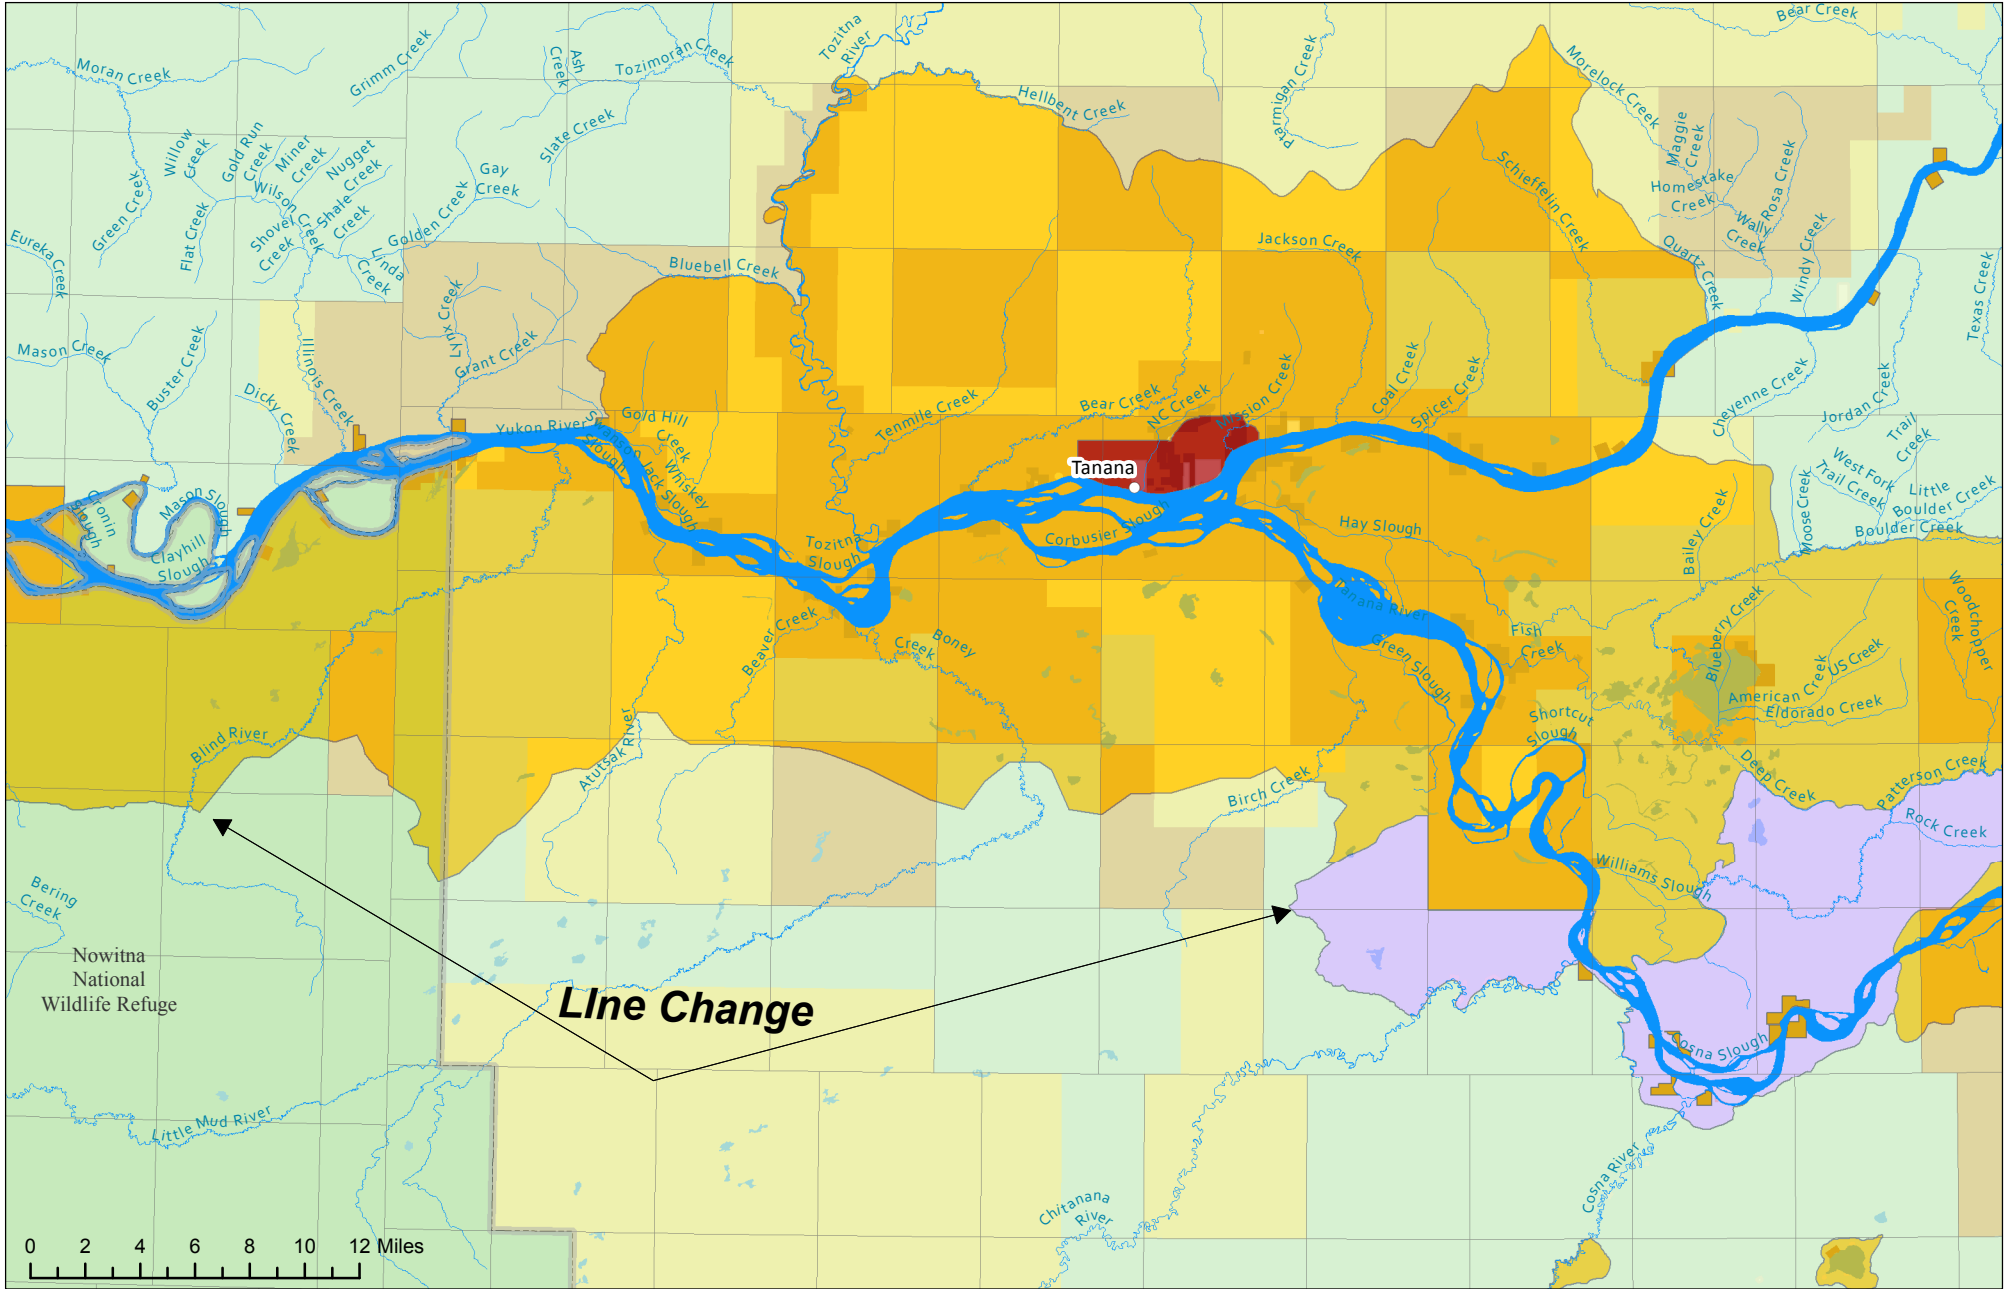 Bear Creek
Tozitna
River
Moran Creek
Grimm Creek
Ash
Creek
Tozimoran Creek
Hellbent Creek
Ptarmigan Creek
Morelock Creek
Willow
Creek
Gold Run
Creek
Miner
Creek
Nugget
Creek
Slate Creek
Maggie
Creek
Green Creek
Wilson Creek
Shale Creek
Gay
Creek
Schieffelin Creek
Homestake
Creek
Rosa Creek
Wally
Creek
Eureka Creek
Flat Creek
Shovel
Creek
Golden Creek
Linda
Creek
Bluebell Creek
Jackson Creek
Quartz Creek
Windy Creek
Texas Creek
Mason Creek
Buster Creek
Illinois Creek
Lynx Creek
Grant Creek
Dicky Creek
Yukon River
Swanson
Slough
Gold Hill
Creek
Whiskey
Jack Slough
Tenmile Creek
Bear Creek
NC Creek
Mission Creek
Coal Creek
Spicer Creek
Cheyenne Creek
Jordan Creek
Trail
Creek
Tanana
West Fork
Trail Creek
Little
Boulder Creek
Boulder Creek
Moose Creek
Cronin
Slough
Mason Slough
Clayhill
Slough
Tozitna
Slough
Corbusier Slough
Hay Slough
Bailey Creek
Tanana River
Beaver Creek
Boney
Creek
Green Slough
Fish
Creek
Blueberry Creek
Woodchopper
Creek
US Creek
American Creek
Eldorado Creek
Blind River
Atutsak River
Shortcut
Slough
Deep Creek
Patterson Creek
Birch Creek
Rock Creek
Williams Slough
Bering
Creek
Nowitna
National
Wildlife Refuge
LIne Change
Cosna Slough
Little Mud River
Chitanana
River
Cosna River
0 2 4 6 8 10 12 Miles